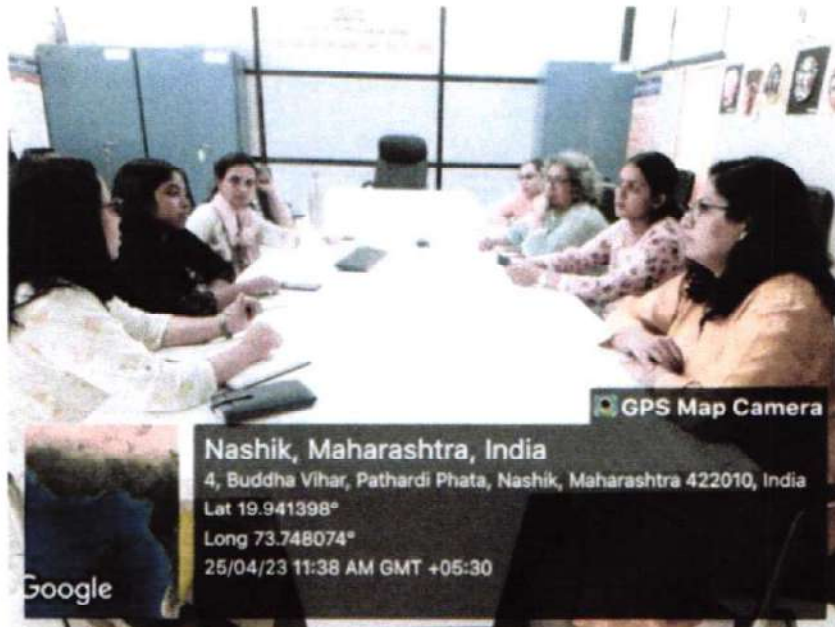 GPS Map Camera
Nashik, Maharashtra, India
4, Buddha Vihar, Pathardi Phata, Nashik, Maharashtra 422010, India
Lat 19.941398°
Long 73.748074°
25/04/23 11:38 AM GMT +05:30
Google